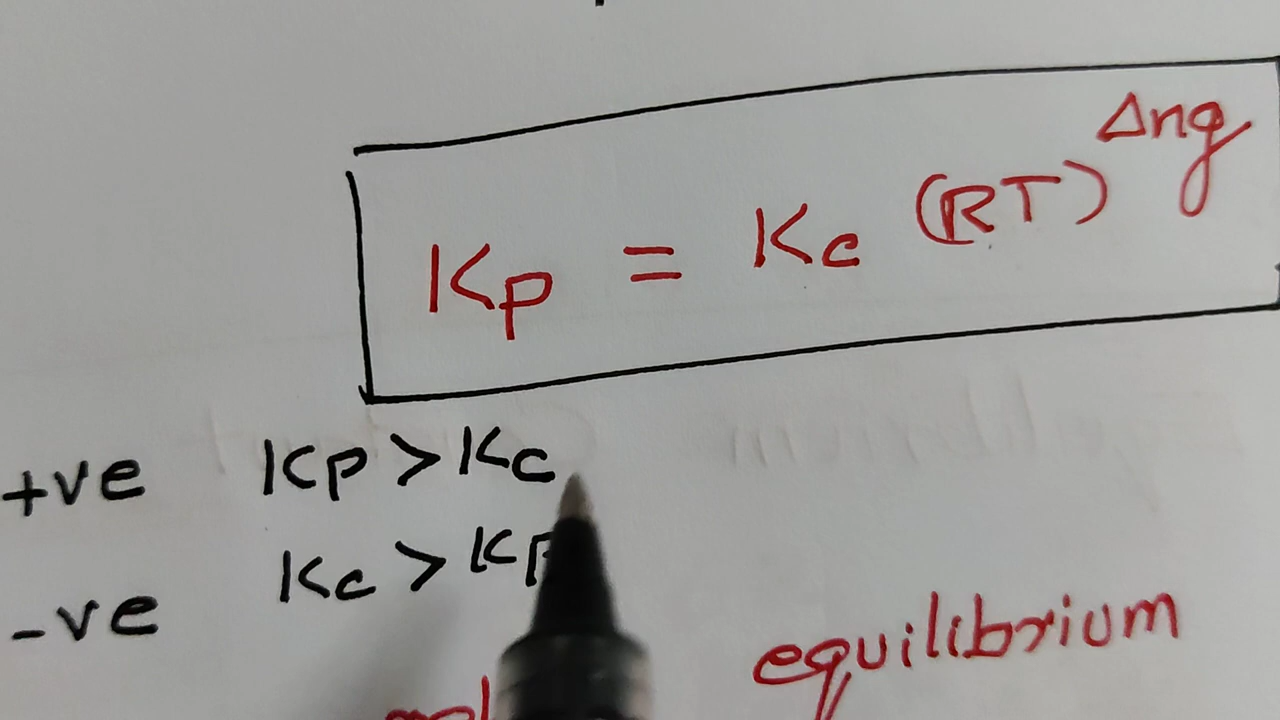 Kp = Kc (RT)^Δng
+ve Kp > Kc
-ve Kc > Kp
equilibrium